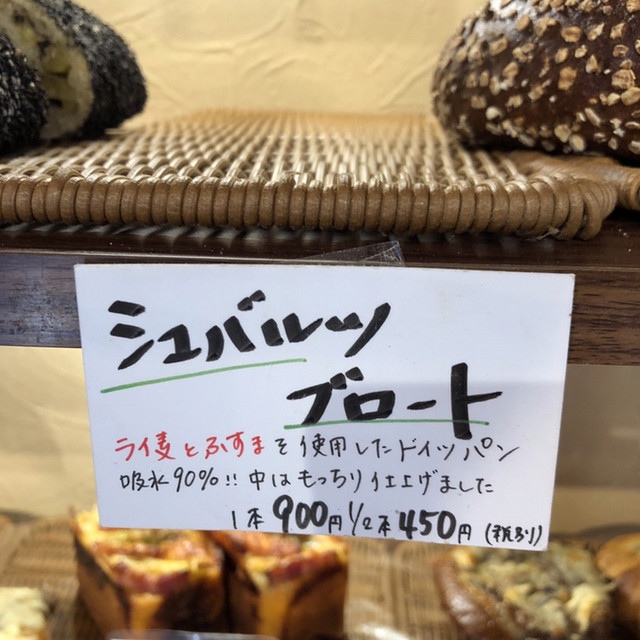 シュバルツ
ブロート
ライ麦とふすまを使用したドイツパン
吸水90%!! 中はもっちり仕上げました
1本900円 1/2本450円 (税ぬり)